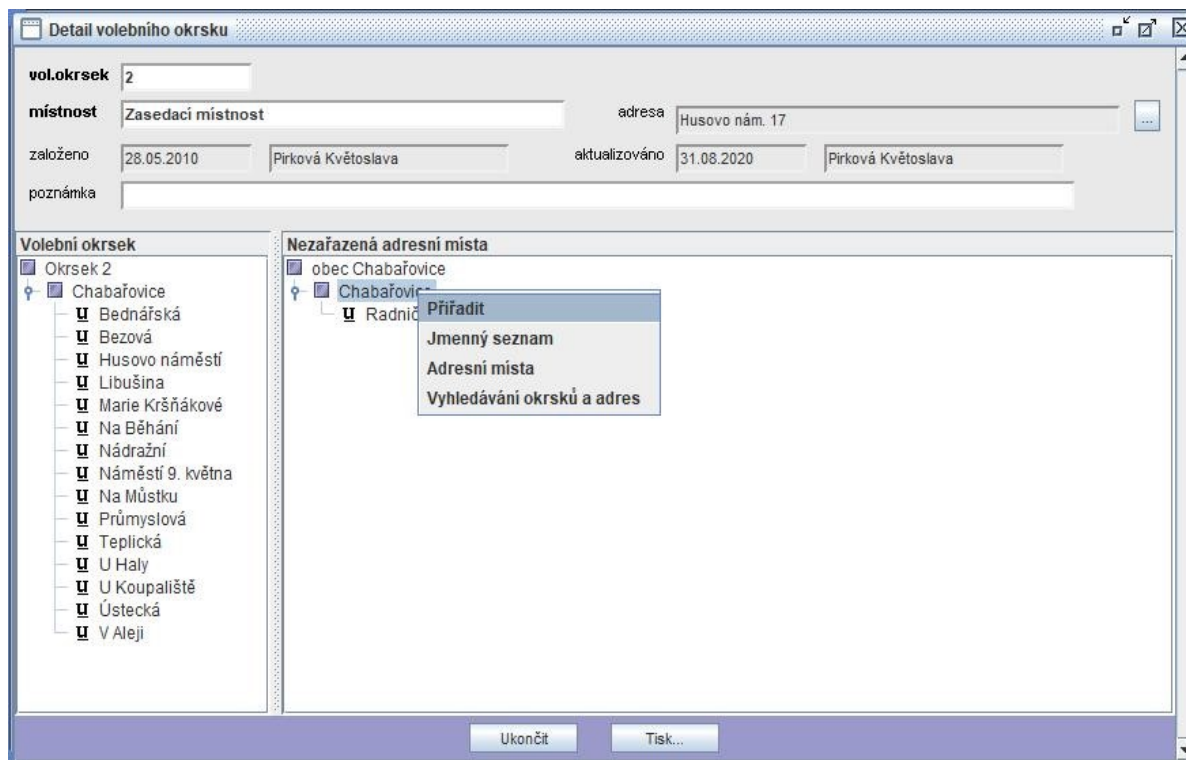 Detail volebního okrsku
vol.okrsek 2
místnost Zasedací místnost adresa Husovo nám. 17 ...
založeno 28.05.2010 Pirková Květoslava aktualizováno 31.08.2020 Pirková Květoslava
poznámka
Volební okrsek
Okrsek 2
Chabařovice
u Bednářská
u Bezová
u Husovo náměstí
u Libušina
u Marie Kršňákové
u Na Běhání
u Nádražní
u Náměstí 9. května
u Na Můstku
u Průmyslová
u Teplická
u U Haly
u U Koupaliště
u Ústecká
u V Aleji
Nezařazená adresní místa
obec Chabařovice
Chabařovice
u Radnič
Přiřadit
Jmenný seznam
Adresní místa
Vyhledávání okrsků a adres
Ukončit Tisk...